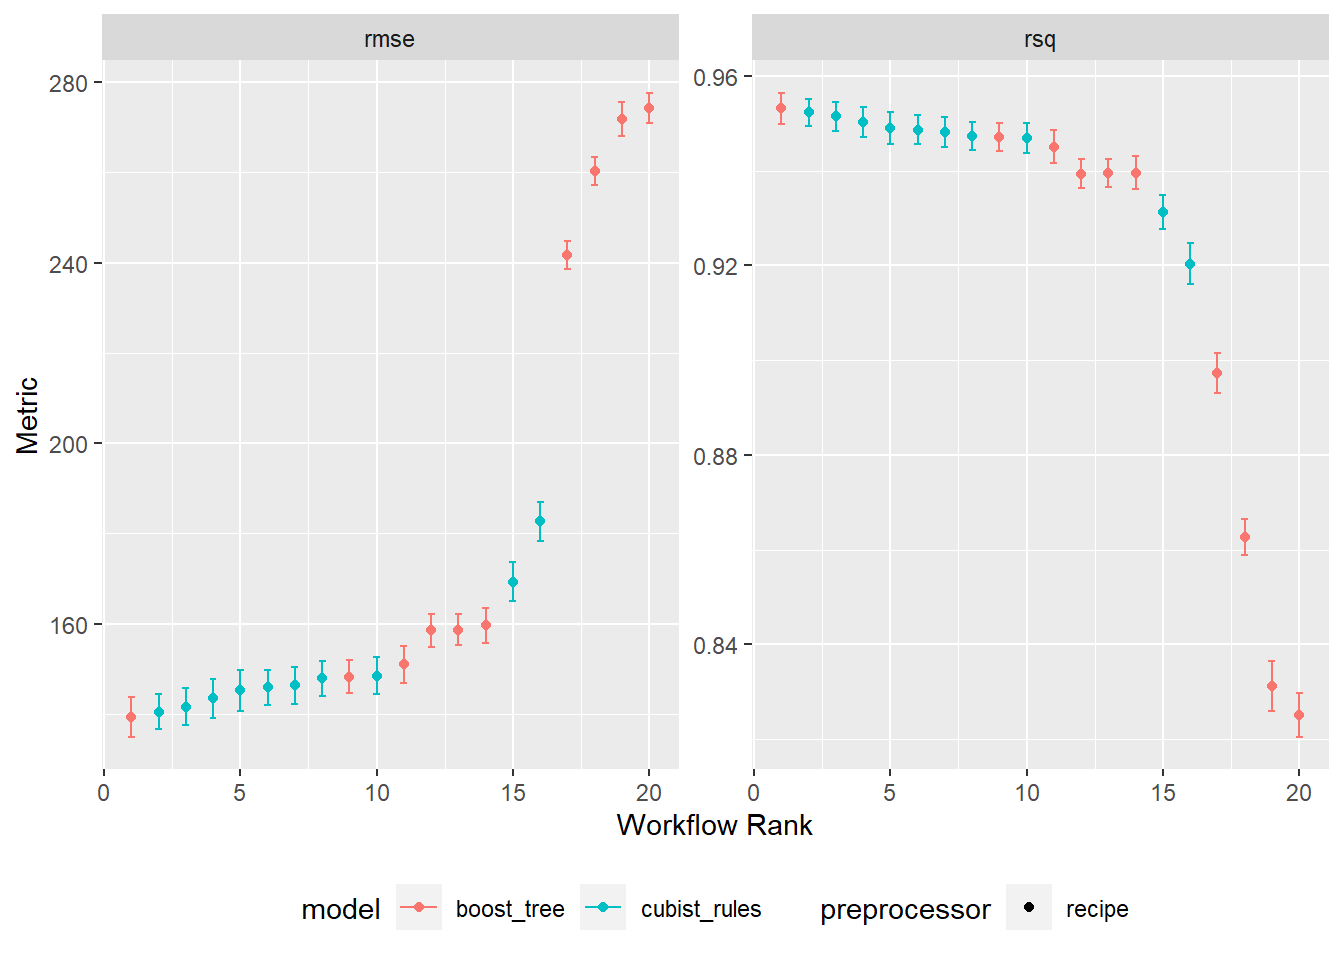 rmse
rsq
Metric
280
240
200
160
0.96
0.92
0.88
0.84
0 5 10 15 20
0 5 10 15 20
Workflow Rank
model boost_tree cubist_rules preprocessor recipe